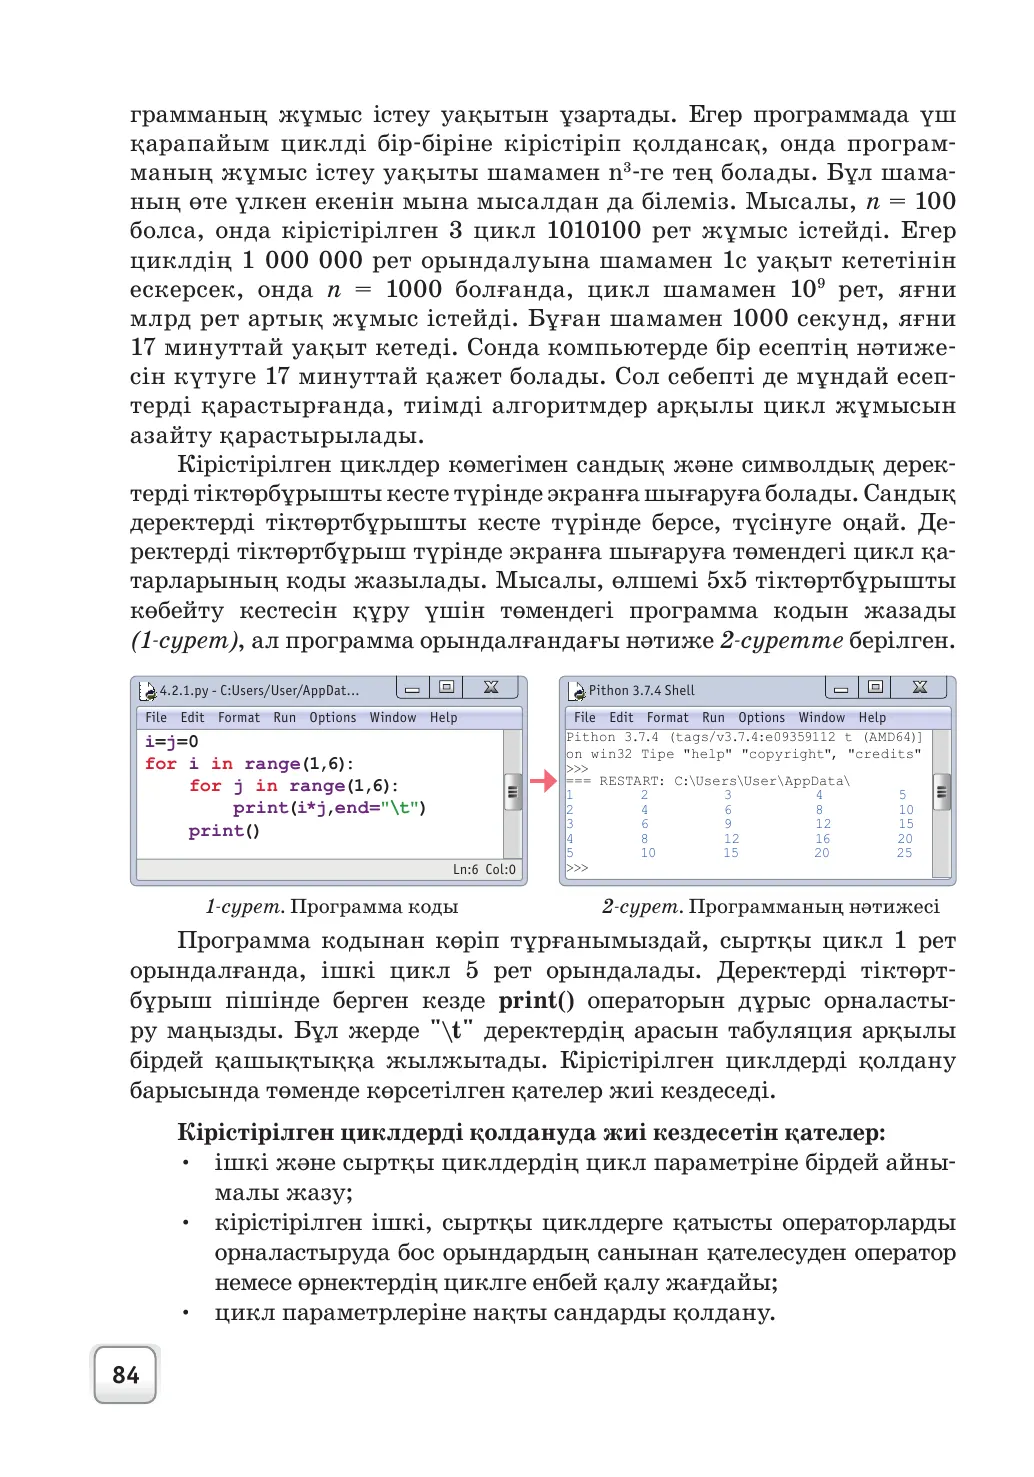 грамманың жұмыс істеу уақытын ұзартады. Егер программада үш
қарапайым циклді бір-біріне кірістіріп қолдансақ, онда програм-
маның жұмыс істеу уақыты шамамен n³-ге тең болады. Бұл шама-
ның өте үлкен екенін мына мысалдан да білеміз. Мысалы, n = 100
болса, онда кірістірілген 3 цикл 1010100 рет жұмыс істейді. Егер
циклдің 1 000 000 рет орындалуына шамамен 1с уақыт кететінін
ескерсек, онда n = 1000 болғанда, цикл шамамен 10⁹ рет, яғни
млрд рет артық жұмыс істейді. Бұған шамамен 1000 секунд, яғни
17 минуттай уақыт кетеді. Сонда компьютерде бір есептің нәтиже-
сін күтуге 17 минуттай қажет болады. Сол себепті де мұндай есеп-
терді қарастырғанда, тиімді алгоритмдер арқылы цикл жұмысын
азайту қарастырылады.
Кірістірілген циклдер көмегімен сандық және символдық дерек-
терді тіктөрбұрышты кесте түрінде экранға шығаруға болады. Сандық
деректерді тіктөртбұрышты кесте түрінде берсе, түсінуге оңай. Де-
ректерді тіктөртбұрыш түрінде экранға шығаруға төмендегі цикл қа-
тарларының коды жазылады. Мысалы, өлшемі 5x5 тіктөртбұрышты
көбейту кестесін құру үшін төмендегі программа кодын жазады
(1-сурет), ал программа орындалғандағы нәтиже 2-суретте берілген.
4.2.1.py - C:Users/User/AppDat...
File Edit Format Run Options Window Help
i=j=0
for i in range(1,6):
    for j in range(1,6):
        print(i*j,end="\t")
    print()
Ln:6 Col:0
Pithon 3.7.4 Shell
File Edit Format Run Options Window Help
Pithon 3.7.4 (tags/v3.7.4:e09359112 t (AMD64)]
on win32 Tipe "help" "copyright", "credits"
>>>
=== RESTART: C:\Users\User\AppData\
1 2 3 4 5
2 4 6 8 10
3 6 9 12 15
4 8 12 16 20
5 10 15 20 25
>>>
1-сурет. Программа коды
2-сурет. Программаның нәтижесі
Программа кодынан көріп тұрғанымыздай, сыртқы цикл 1 рет
орындалғанда, ішкі цикл 5 рет орындалады. Деректерді тіктөрт-
бұрыш пішінде берген кезде print() операторын дұрыс орналасты-
ру маңызды. Бұл жерде "\t" деректердің арасын табуляция арқылы
бірдей қашықтыққа жылжытады. Кірістірілген циклдерді қолдану
барысында төменде көрсетілген қателер жиі кездеседі.
Кірістірілген циклдерді қолдануда жиі кездесетін қателер:
• ішкі және сыртқы циклдердің цикл параметріне бірдей айны-
малы жазу;
• кірістірілген ішкі, сыртқы циклдерге қатысты операторларды
орналастыруда бос орындардың санынан қателесуден оператор
немесе өрнектердің циклге енбей қалу жағдайы;
• цикл параметрлеріне нақты сандарды қолдану.
84